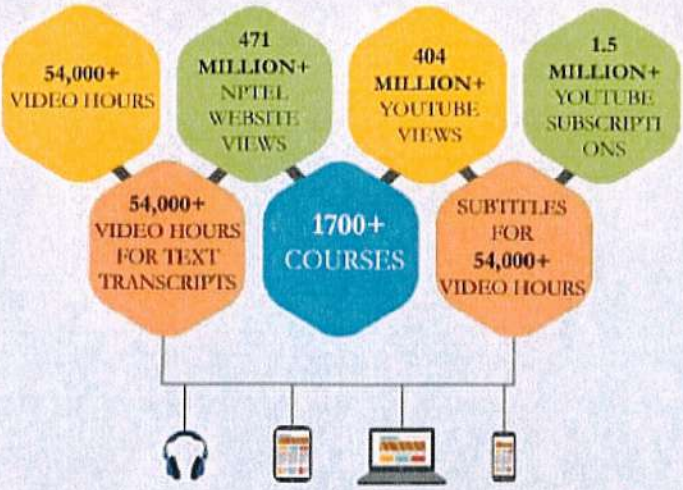 54,000+
VIDEO HOURS
471
MILLION+
NPTEL
WEBSITE
VIEWS
404
MILLION+
YOUTUBE
VIEWS
1.5
MILLION+
YOUTUBE
SUBSCRIPTI
ONS
54,000+
VIDEO HOURS
FOR TEXT
TRANSCRIPTS
1700+
COURSES
SUBTITLES
FOR
54,000+
VIDEO HOURS